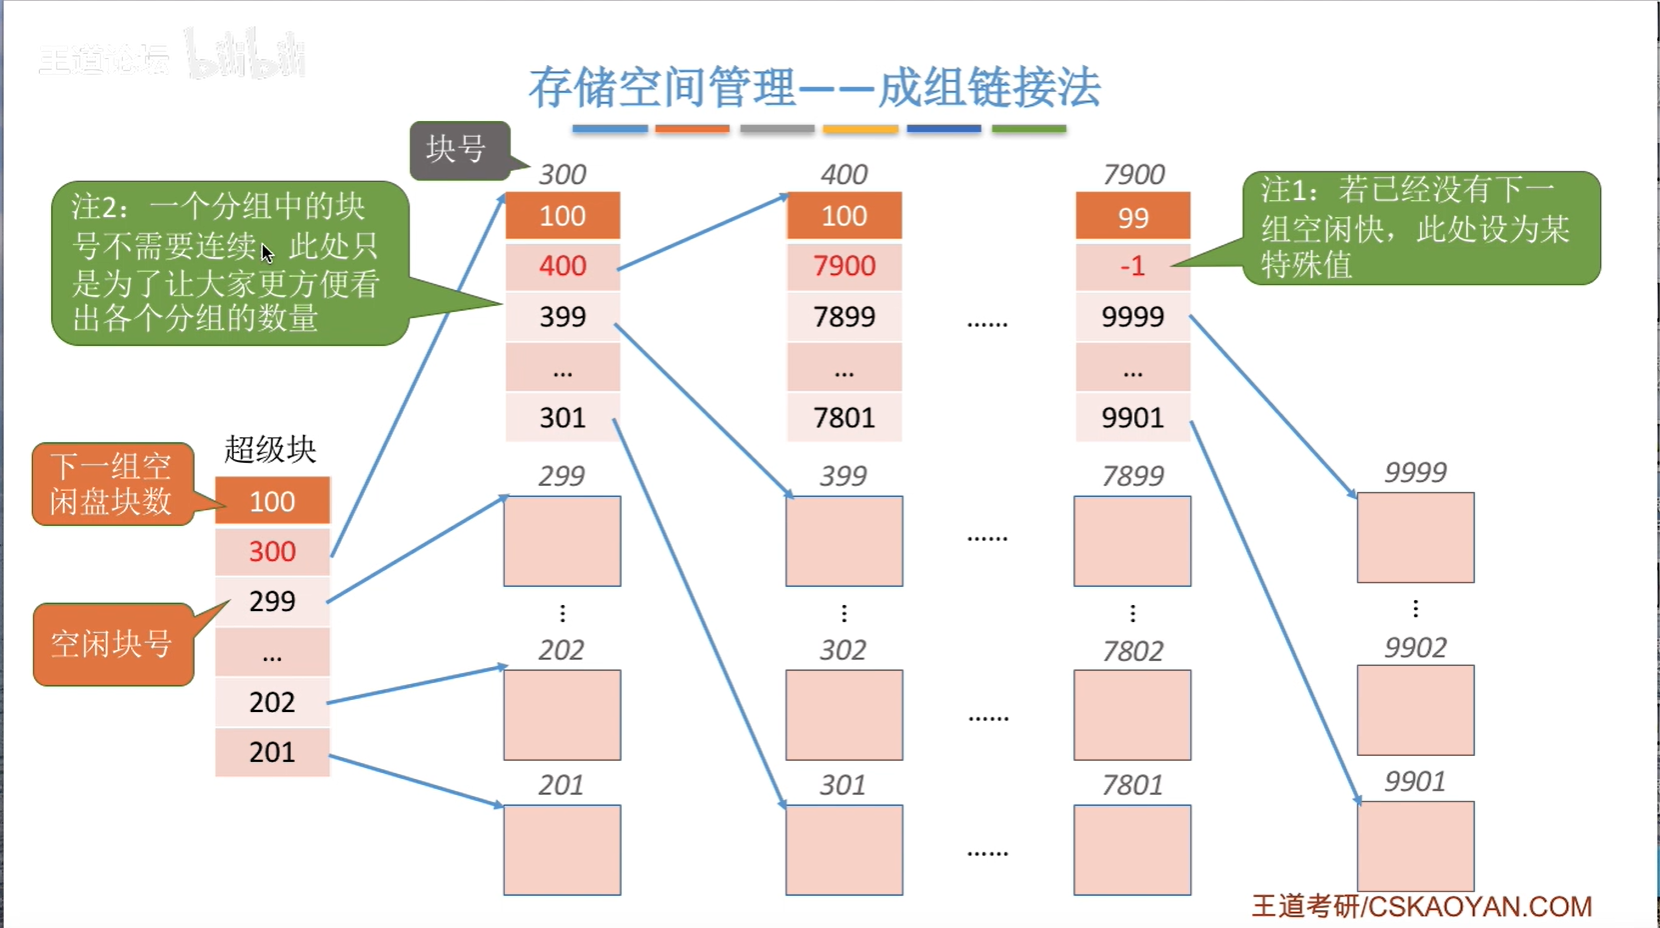 王道论坛 bilibili
存储空间管理——成组链接法
块号
注2：一个分组中的块
号不需要连续，此处只
是为了让大家更方便看
出各个分组的数量
300
100
400
399
...
301
400
100
7900
7899
...
7801
......
7900
99
-1
9999
...
9901
注1：若已经没有下一
组空闲快，此处设为某
特殊值
下一组空
闲盘块数
空闲块号
超级块
100
300
299
...
202
201
299
399
......
7899
9999
⋮
⋮
⋮
⋮
202
302
......
7802
9902
201
301
......
7801
9901
王道考研/CSKAOYAN.COM